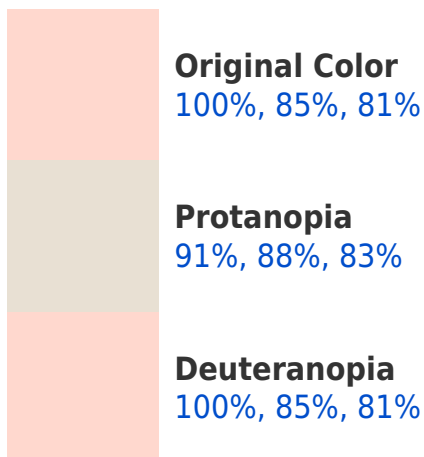 Original Color
100%, 85%, 81%
Protanopia
91%, 88%, 83%
Deuteranopia
100%, 85%, 81%